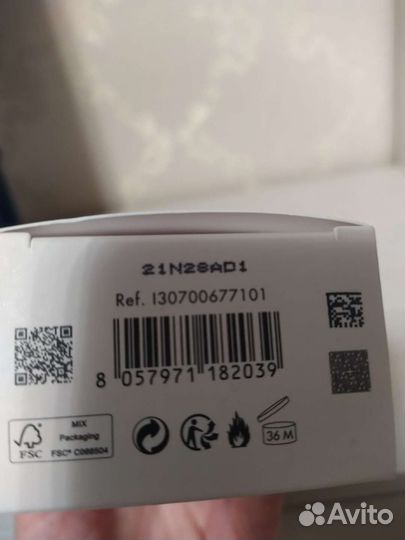 21N28AD1
Ref. I30700677101
8 057971 182039
FSC
MIX
Packaging
FSC® C088504
36 M
Avito